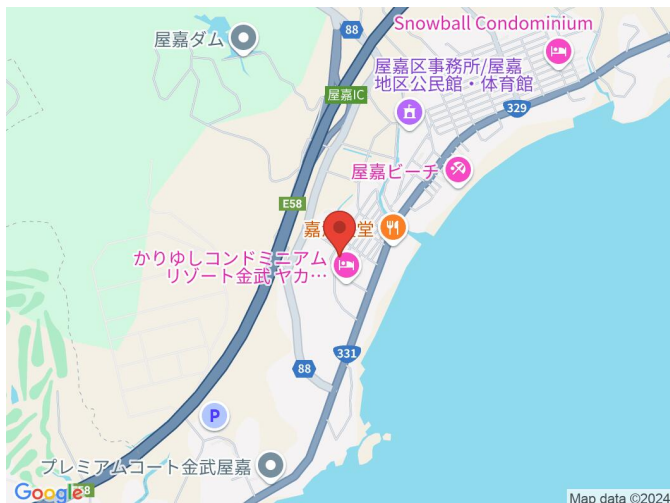 Snowball Condominium
88
屋嘉ダム
屋嘉区事務所/屋嘉
地区公民館・体育館
屋嘉IC
329
屋嘉ビーチ
E58
堂
かりゆしコンドミニアム
リゾート金武 ヤカ…
331
88
P
プレミアムコート金武屋嘉
Google
Map data ©2024